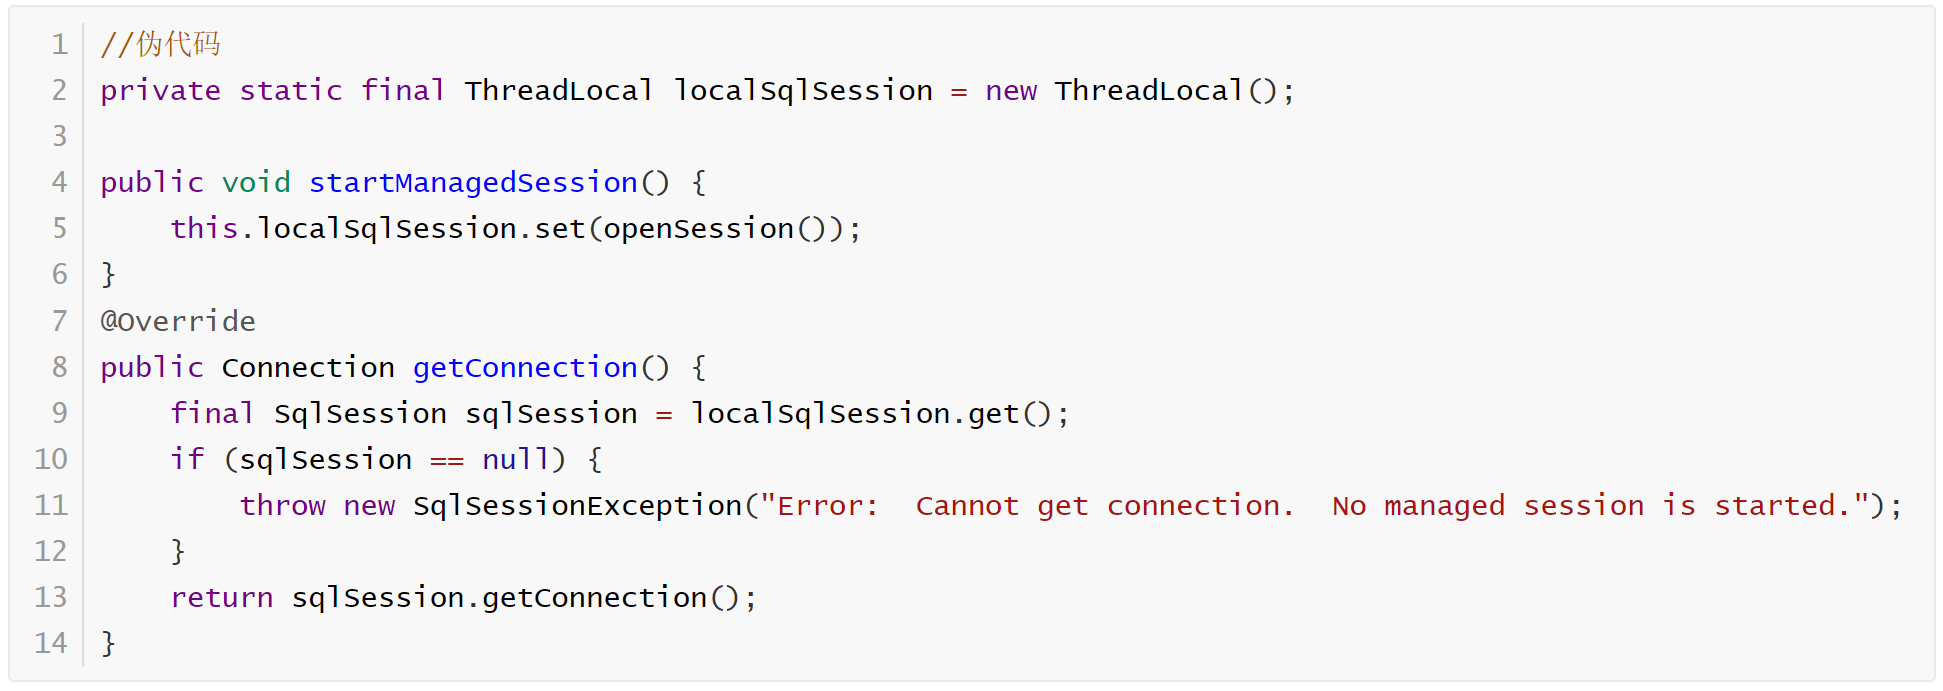 1 //伪代码
2 private static final ThreadLocal localSqlSession = new ThreadLocal();
3
4 public void startManagedSession() {
5     this.localSqlSession.set(openSession());
6 }
7 @Override
8 public Connection getConnection() {
9     final SqlSession sqlSession = localSqlSession.get();
10     if (sqlSession == null) {
11         throw new SqlSessionException("Error:  Cannot get connection.  No managed session is started.");
12     }
13     return sqlSession.getConnection();
14 }